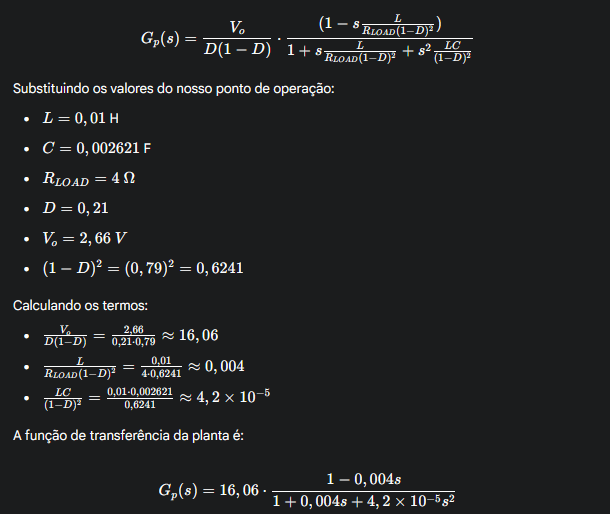 $G_p(s) = \frac{V_o}{D(1-D)} \cdot \frac{(1 - s\frac{L}{R_{LOAD}(1-D)^2})}{1 + s\frac{L}{R_{LOAD}(1-D)^2} + s^2\frac{LC}{(1-D)^2}}$
Substituindo os valores do nosso ponto de operação:
• $L = 0,01$ H
• $C = 0,002621$ F
• $R_{LOAD} = 4\ \Omega$
• $D = 0,21$
• $V_o = 2,66\ V$
• $(1-D)^2 = (0,79)^2 = 0,6241$
Calculando os termos:
• $\frac{V_o}{D(1-D)} = \frac{2,66}{0,21 \cdot 0,79} \approx 16,06$
• $\frac{L}{R_{LOAD}(1-D)^2} = \frac{0,01}{4 \cdot 0,6241} \approx 0,004$
• $\frac{LC}{(1-D)^2} = \frac{0,01 \cdot 0,002621}{0,6241} \approx 4,2 \times 10^{-5}$
A função de transferência da planta é:
$G_p(s) = 16,06 \cdot \frac{1 - 0,004s}{1 + 0,004s + 4,2 \times 10^{-5}s^2}$